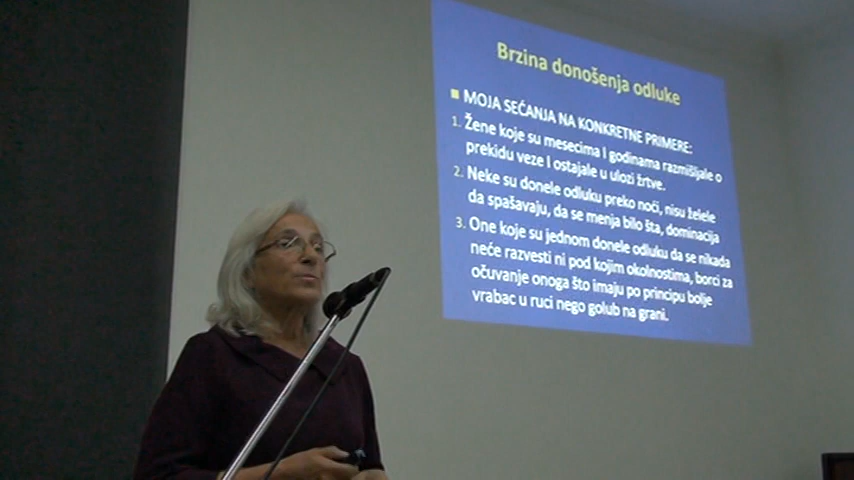 Brzina donošenja odluke
MOJA SEĆANJA NA KONKRETNE PRIMERE:
1. Žene koje su mesecima I godinama razmišljale o
prekidu veze I ostajale u ulozi žrtve.
2. Neke su donele odluku preko noći, nisu želele
da spašavaju, da se menja bilo šta, dominacija
3. One koje su jednom donele odluku da se nikada
neće razvesti ni pod kojim okolnostima, borci za
očuvanje onoga što imaju po principu bolje
vrabac u ruci nego golub na grani.